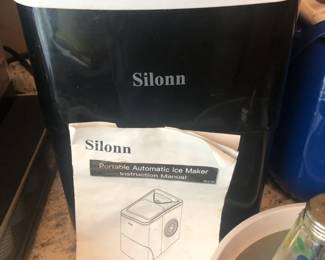 Silonn
Silonn
Portable Automatic Ice Maker
Instruction Manual